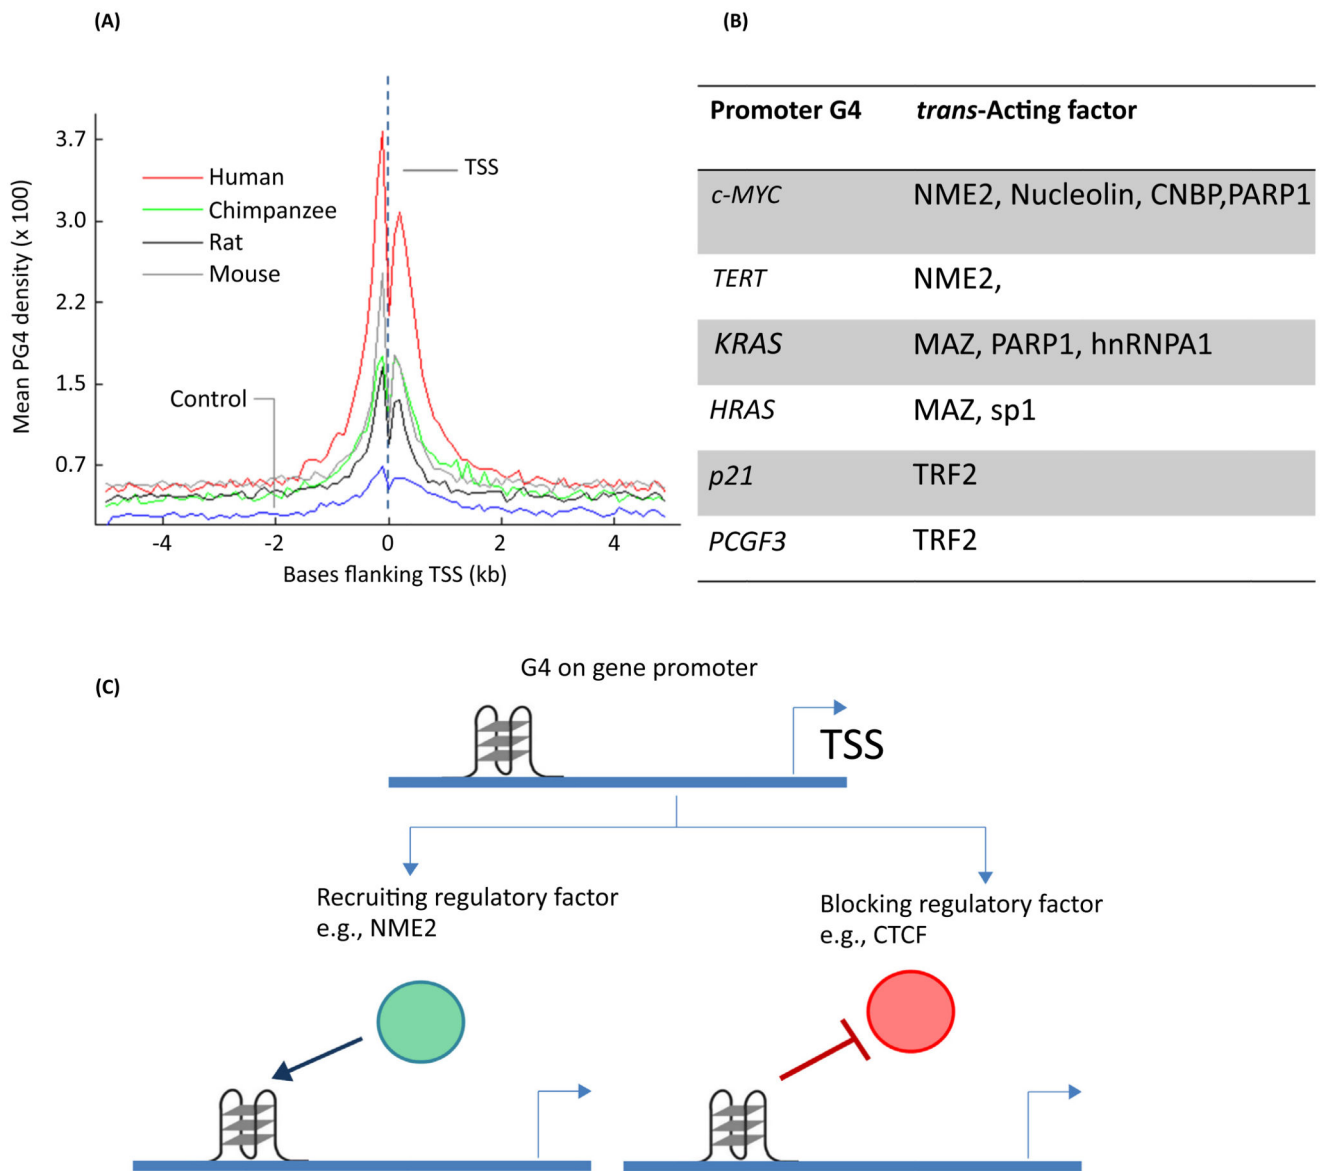 (A)
(B)
Mean PG4 density (x 100)
3.7
3.0
2.2
1.5
0.7
Human
Chimpanzee
Rat
Mouse
TSS
Control
-4
-2
0
2
4
Bases flanking TSS (kb)
Promoter G4 trans-Acting factor
c-MYC NME2, Nucleolin, CNBP,PARP1
TERT NME2,
KRAS MAZ, PARP1, hnRNPA1
HRAS MAZ, sp1
p21 TRF2
PCGF3 TRF2
(C)
G4 on gene promoter
TSS
Recruiting regulatory factor
e.g., NME2
Blocking regulatory factor
e.g., CTCF